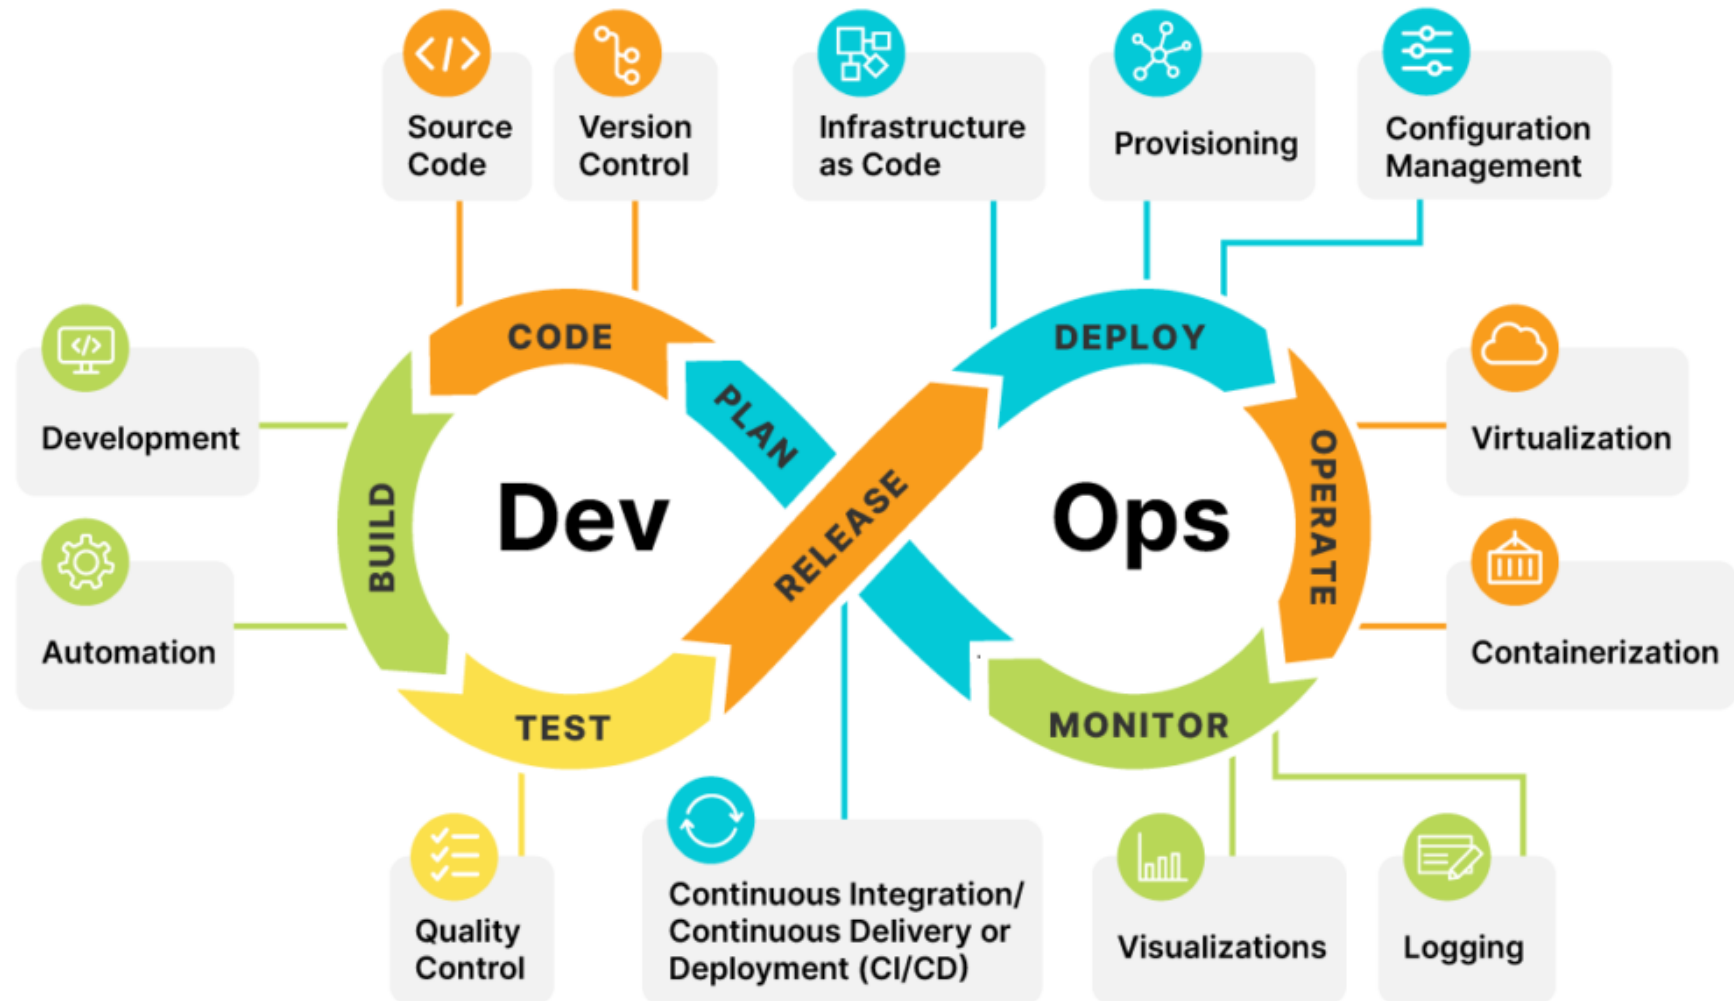 Source
Code
Version
Control
Infrastructure
as Code
Provisioning
Configuration
Management
CODE
DEPLOY
PLAN
Development
Virtualization
BUILD
Dev
RELEASE
Ops
OPERATE
Automation
Containerization
TEST
MONITOR
Quality
Control
Continuous Integration/
Continuous Delivery or
Deployment (CI/CD)
Visualizations
Logging